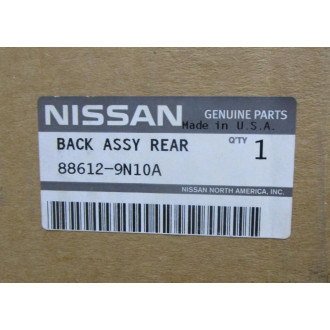 NISSAN GENUINE PARTS
Made in U.S.A.
BACK ASSY REAR Q'TY 1
88612-9N10A
NISSAN NORTH AMERICA, INC.